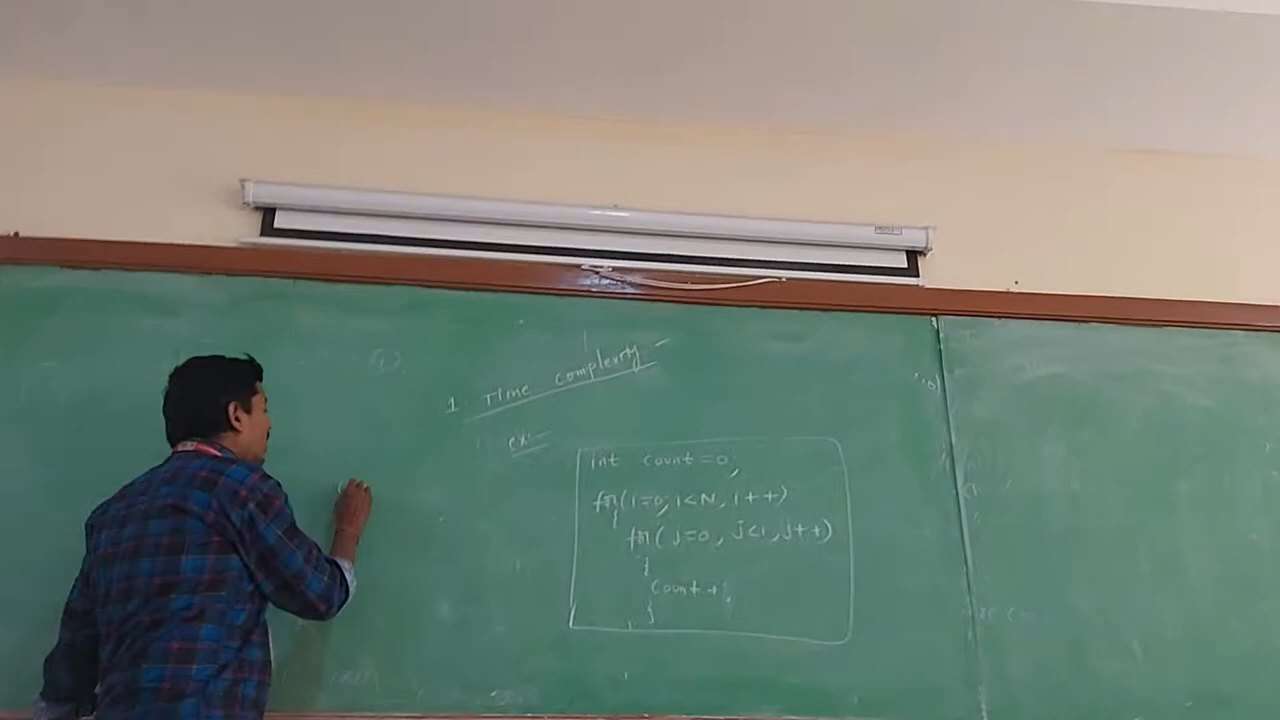 1. Time complexity -
ex:-
int count = 0;
for(i=0; i<N, i++)
{
for( j=0, j<i, j++)
{
count +;
}